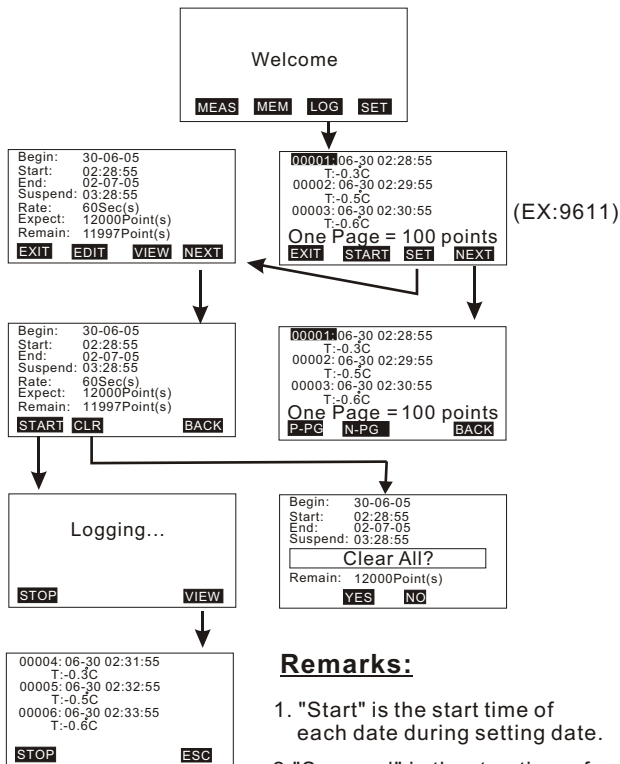 Welcome
MEAS MEM LOG SET
Begin: 30-06-05
Start: 02:28:55
End: 02-07-05
Suspend: 03:28:55
Rate: 60Sec(s)
Expect: 12000Point(s)
Remain: 11997Point(s)
EXIT EDIT VIEW NEXT
00001: 06-30 02:28:55
T:-0.3°C
00002: 06-30 02:29:55
T:-0.5°C
00003: 06-30 02:30:55
T:-0.6°C
One Page = 100 points
EXIT START SET NEXT
(EX:9611)
Begin: 30-06-05
Start: 02:28:55
End: 02-07-05
Suspend: 03:28:55
Rate: 60Sec(s)
Expect: 12000Point(s)
Remain: 11997Point(s)
START CLR BACK
00001: 06-30 02:28:55
T:-0.3°C
00002: 06-30 02:29:55
T:-0.5°C
00003: 06-30 02:30:55
T:-0.6°C
One Page = 100 points
P-PG N-PG BACK
Logging...
STOP VIEW
Begin: 30-06-05
Start: 02:28:55
End: 02-07-05
Suspend: 03:28:55
Clear All?
Remain: 12000Point(s)
YES NO
00004: 06-30 02:31:55
T:-0.3°C
00005: 06-30 02:32:55
T:-0.5°C
00006: 06-30 02:33:55
T:-0.6°C
STOP ESC
Remarks:
1. "Start" is the start time of
each date during setting date.